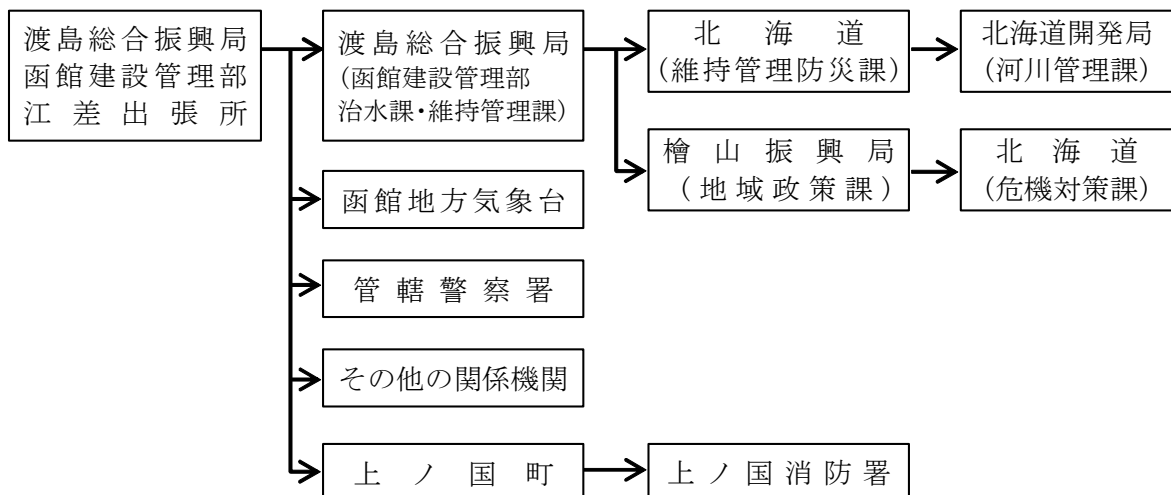 渡島総合振興局
函館建設管理部
江差出張所
渡島総合振興局
(函館建設管理部
治水課・維持管理課)
北海道
(維持管理防災課)
北海道開発局
(河川管理課)
檜山振興局
(地域政策課)
北海道
(危機対策課)
函館地方気象台
管轄警察署
その他の関係機関
上ノ国町
上ノ国消防署